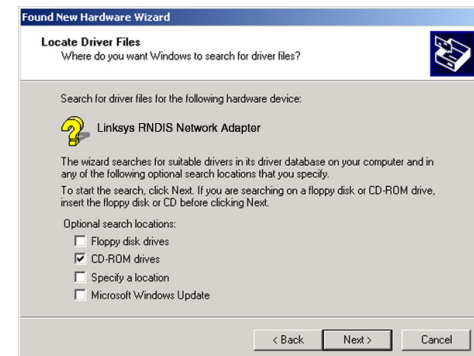 Found New Hardware Wizard
Locate Driver Files
Where do you want Windows to search for driver files?
Search for driver files for the following hardware device:
Linksys RNDIS Network Adapter
The wizard searches for suitable drivers in its driver database on your computer and in
any of the following optional search locations that you specify.
To start the search, click Next. If you are searching on a floppy disk or CD-ROM drive,
insert the floppy disk or CD before clicking Next.
Optional search locations:
Floppy disk drives
CD-ROM drives
Specify a location
Microsoft Windows Update
< Back Next > Cancel